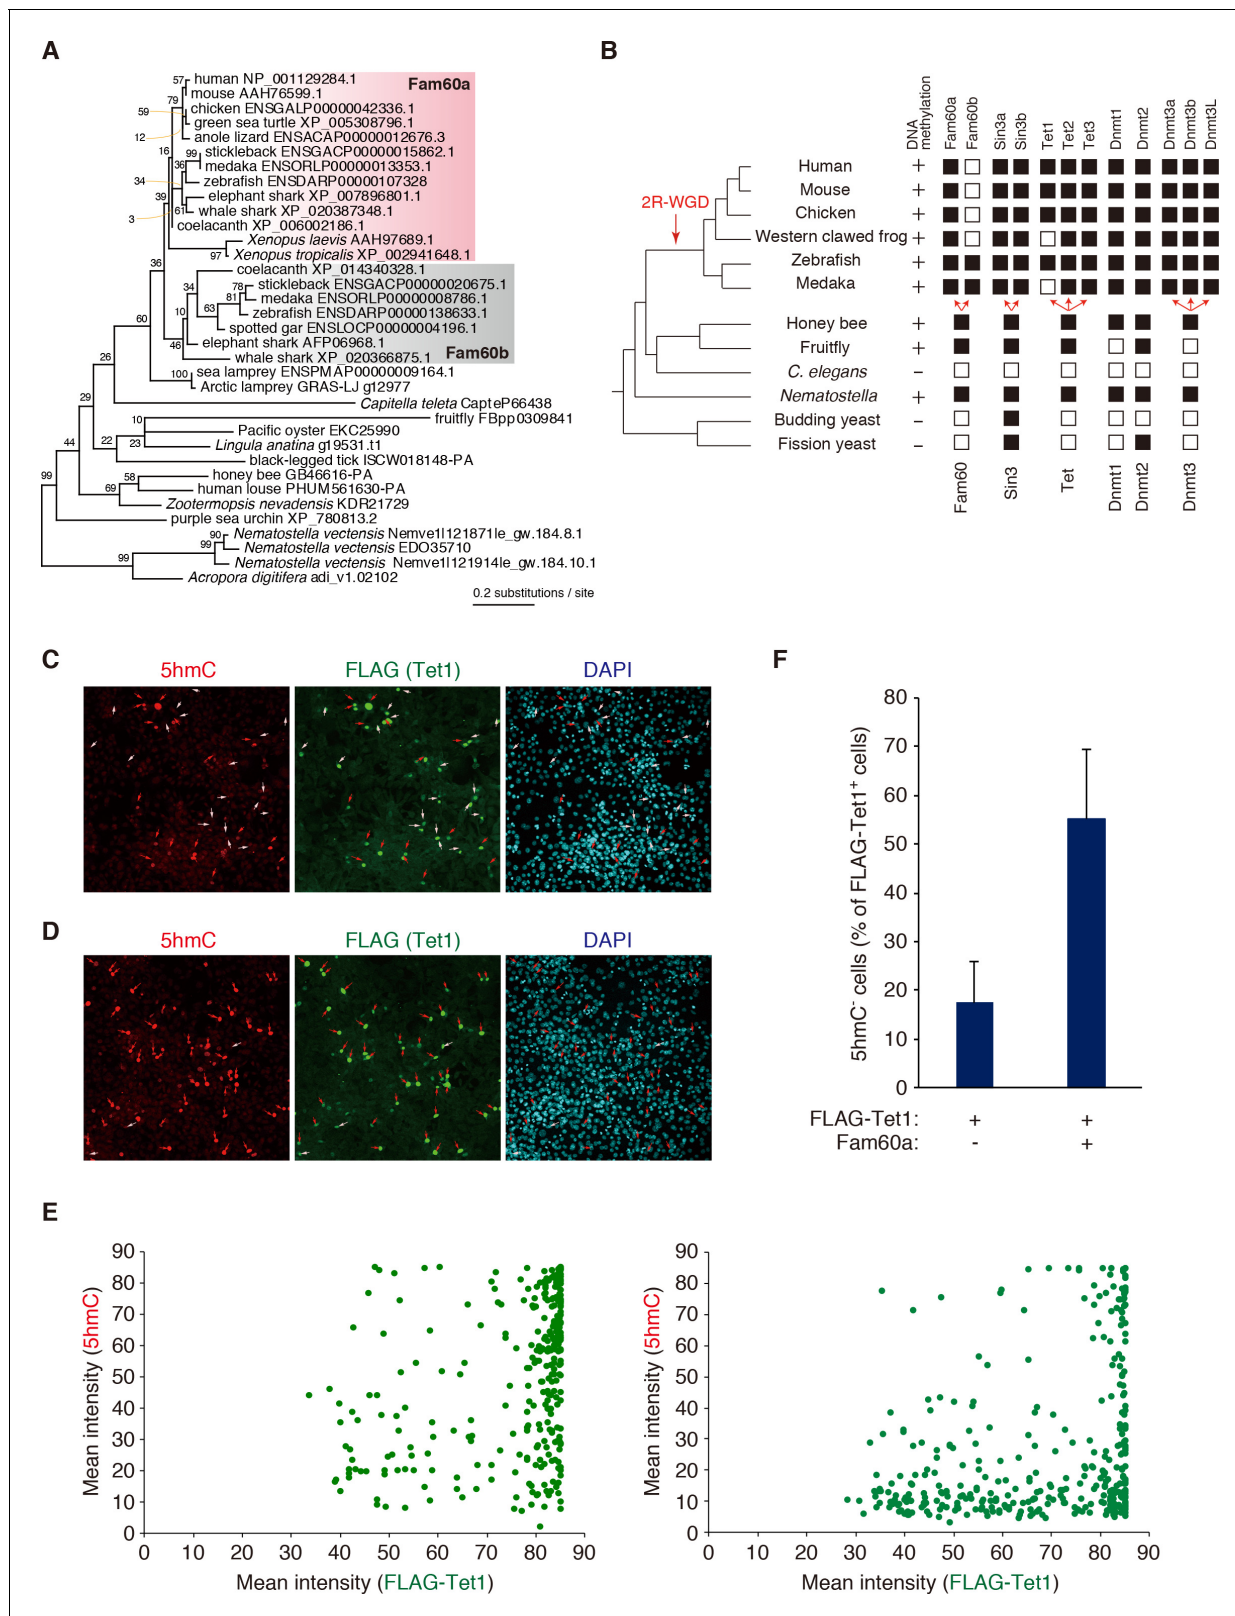 A
57
human NP_001129284.1
Fam60a
mouse AAH76599.1
79
chicken ENSGALP00000042336.1
59
green sea turtle XP_005308796.1
12
anole lizard ENSACAP00000012676.3
16
99
stickleback ENSGACP00000015862.1
36
medaka ENSORLP00000013353.1
34
zebrafish ENSDARP00000107328
39
elephant shark XP_007896801.1
61
whale shark XP_020387348.1
3
coelacanth XP_006002186.1
Xenopus laevis AAH97689.1
97
Xenopus tropicalis XP_002941648.1
36
coelacanth XP_014340328.1
34
78
stickleback ENSGACP00000020675.1
81
medaka ENSORLP00000008786.1
10
63
zebrafish ENSDARP00000138633.1
60
spotted gar ENSLOCP00000004196.1
46
elephant shark AFP06968.1
Fam60b
whale shark XP_020366875.1
26
100
sea lamprey ENSPMAP00000009164.1
Arctic lamprey GRAS-LJ g12977
29
Capitella teleta CapteP66438
10
fruitfly FBpp0309841
Pacific oyster EKC25990
44
22
23
Lingula anatina g19531.t1
black-legged tick ISCW018148-PA
99
58
honey bee GB46616-PA
69
human louse PHUM561630-PA
Zootermopsis nevadensis KDR21729
purple sea urchin XP_780813.2
90
Nematostella vectensis Nemve1|121871|e_gw.184.8.1
99
Nematostella vectensis EDO35710
99
Nematostella vectensis Nemve1|121914|e_gw.184.10.1
Acropora digitifera adi_v1.02102
0.2 substitutions / site
B
DNA
methylation
Fam60a
Fam60b
Sin3a
Sin3b
Tet1
Tet2
Tet3
Dnmt1
Dnmt2
Dnmt3a
Dnmt3b
Dnmt3L
2R-WGD
Human +
Mouse +
Chicken +
Western clawed frog +
Zebrafish +
Medaka +
Honey bee +
Fruitfly +
C. elegans –
Nematostella +
Budding yeast –
Fission yeast –
Fam60
Sin3
Tet
Dnmt1
Dnmt2
Dnmt3
C
5hmC
FLAG (Tet1)
DAPI
D
5hmC
FLAG (Tet1)
DAPI
F
5hmC- cells (% of FLAG-Tet1+ cells)
80
70
60
50
40
30
20
10
0
FLAG-Tet1: + +
Fam60a: - +
E
Mean intensity (5hmC)
90
80
70
60
50
40
30
20
10
0
0 10 20 30 40 50 60 70 80 90
Mean intensity (FLAG-Tet1)
Mean intensity (5hmC)
90
80
70
60
50
40
30
20
10
0
0 10 20 30 40 50 60 70 80 90
Mean intensity (FLAG-Tet1)